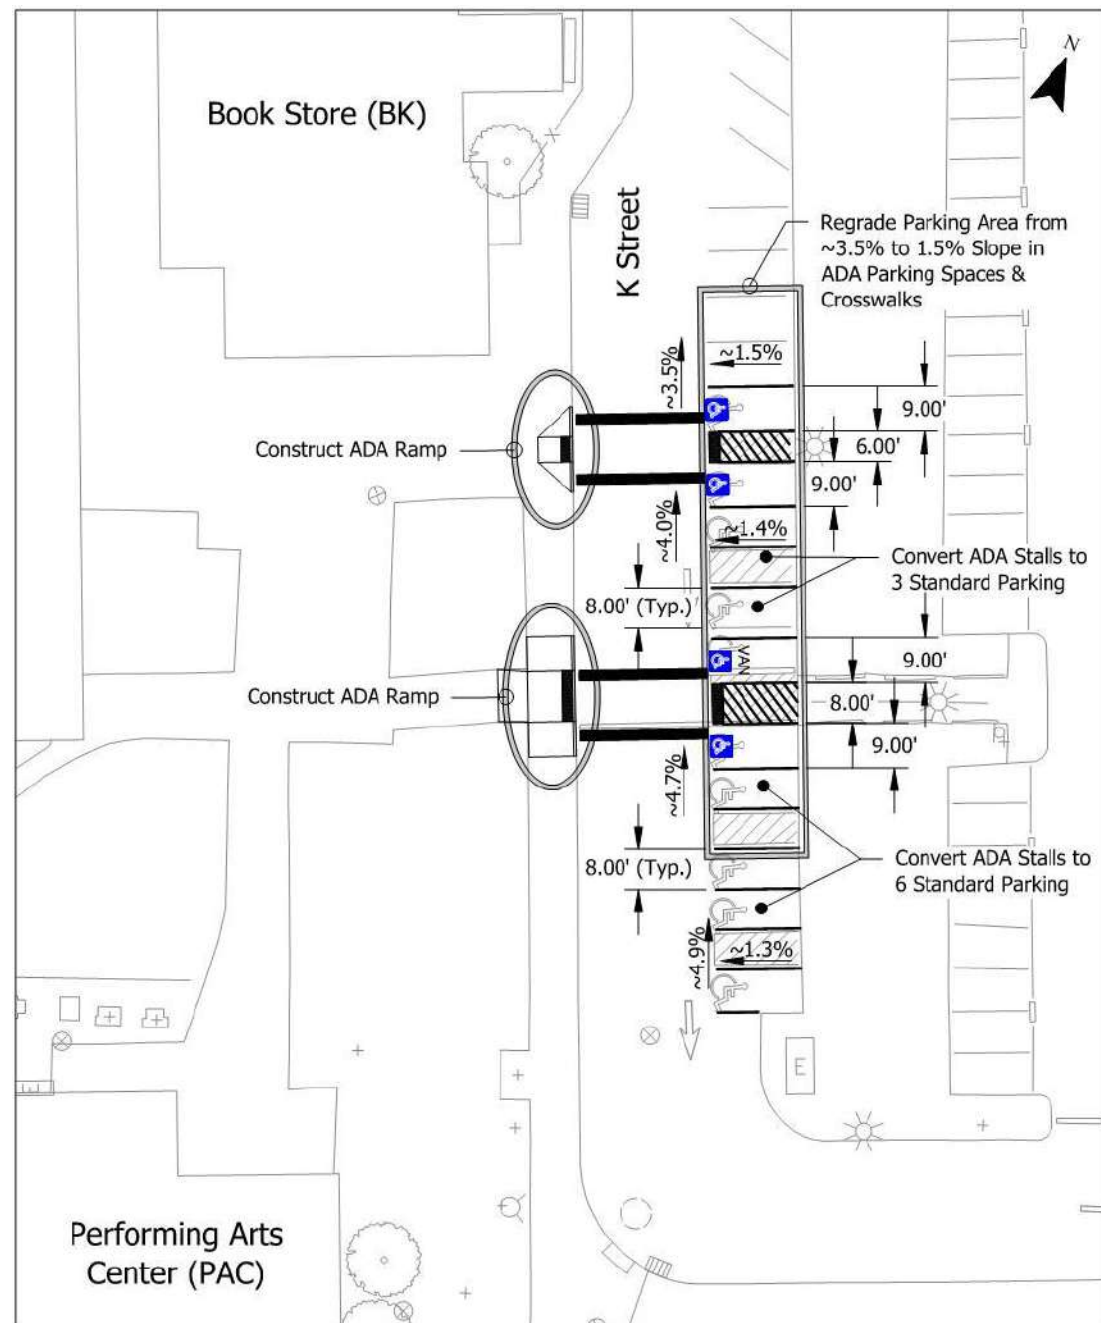 N
Book Store (BK)
K Street
Regrade Parking Area from
~3.5% to 1.5% Slope in
ADA Parking Spaces &
Crosswalks
~1.5%
~3.5%
9.00'
6.00'
9.00'
Construct ADA Ramp
~4.0%
~1.4%
Convert ADA Stalls to
3 Standard Parking
8.00' (Typ.)
VAN
9.00'
8.00'
9.00'
Construct ADA Ramp
~4.7%
8.00' (Typ.)
Convert ADA Stalls to
6 Standard Parking
~4.9%
~1.3%
E
E
Performing Arts
Center (PAC)